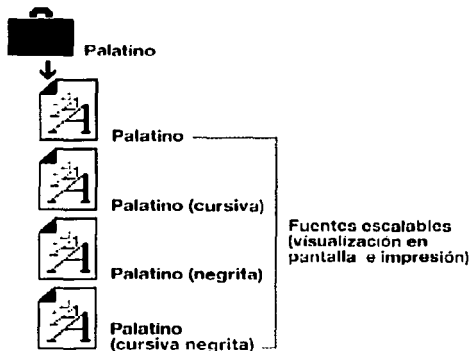 Palatino
Palatino
Palatino (cursiva)
Fuentes escalables
(visualización en
pantalla e impresión)
Palatino (negrita)
Palatino
(cursiva negrita)